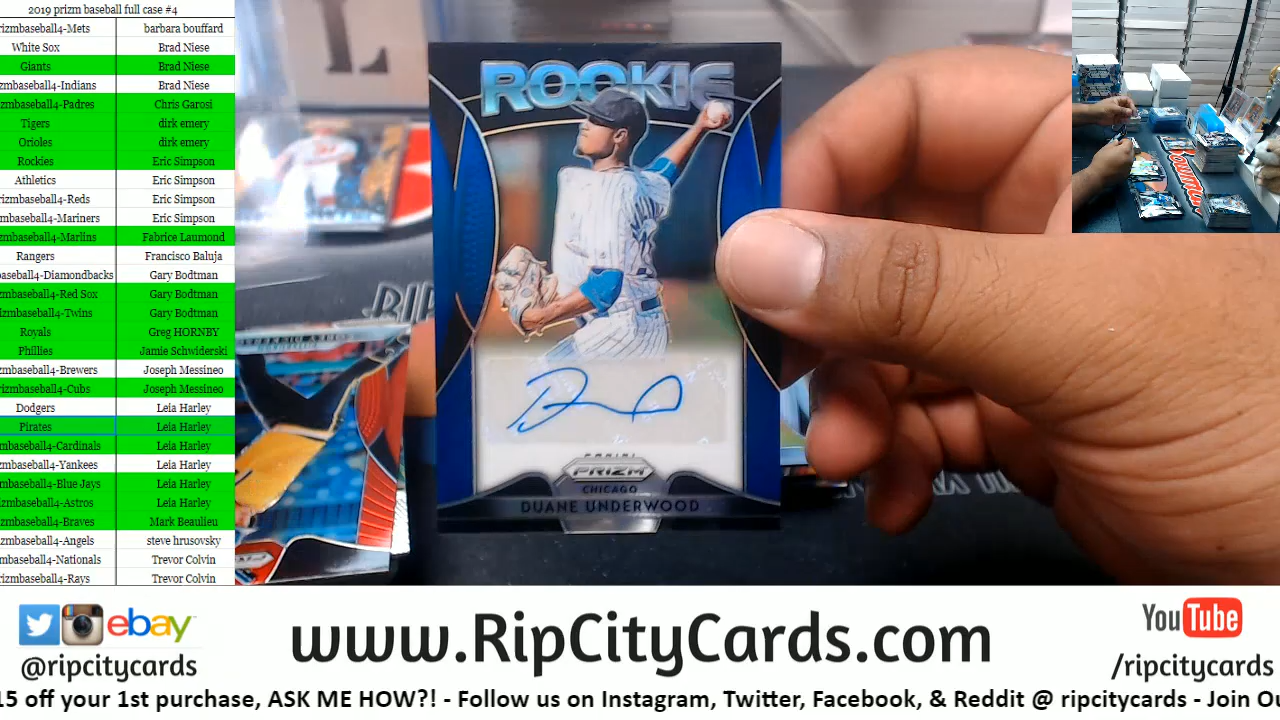 2019 prizm baseball full case #4
rizmbaseball4-Mets barbara bouffard
White Sox Brad Niese
Giants Brad Niese
zmbaseball4-Indians Brad Niese
zmbaseball4-Padres Chris Garosi
Tigers dirk emery
Orioles dirk emery
Rockies Eric Simpson
Athletics Eric Simpson
rizmbaseball4-Reds Eric Simpson
mbaseball4-Mariners Eric Simpson
mbaseball4-Marlins Fabrice Laumond
Rangers Francisco Baluja
aseball4-Diamondbacks Gary Bodtman
zmbaseball4-Red Sox Gary Bodtman
zmbaseball4-Twins Gary Bodtman
Royals Greg HORNBY
Phillies Jamie Schwiderski
rizmbaseball4-Brewers Joseph Messineo
rizmbaseball4-Cubs Joseph Messineo
Dodgers Leia Harley
Pirates Leia Harley
mbaseball4-Cardinals Leia Harley
mbaseball4-Yankees Leia Harley
mbaseball4-Blue Jays Leia Harley
zmbaseball4-Astros Leia Harley
zmbaseball4-Braves Mark Beaulieu
izmbaseball4-Angels steve hrusovsky
mbaseball4-Nationals Trevor Colvin
rizmbaseball4-Rays Trevor Colvin
ROOKIE
PANINI
PRIZM
CHICAGO
DUANE UNDERWOOD
RIP
Bowman
ebay
@ripcitycards
www.RipCityCards.com
YouTube
/ripcitycards
15 off your 1st purchase, ASK ME HOW?! - Follow us on Instagram, Twitter, Facebook, & Reddit @ ripcitycards - Join Ou